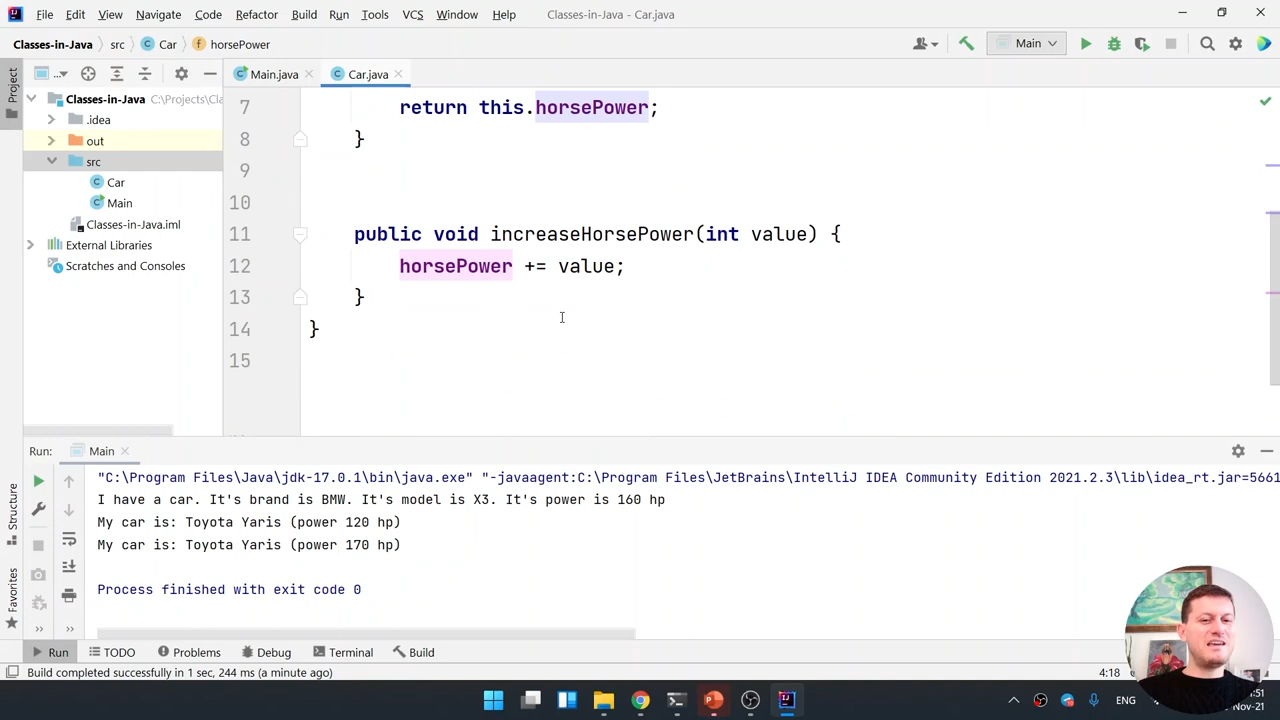 File Edit View Navigate Code Refactor Build Run Tools VCS Window Help Classes-in-Java - Car.java
Classes-in-Java src Car horsePower Main
Project
... Main.java Car.java
Classes-in-Java C:\Projects\Cla
.idea
out
src
Car
Main
Classes-in-Java.iml
External Libraries
Scratches and Consoles
7 return this.horsePower;
8 }
9
10
11 public void increaseHorsePower(int value) {
12 horsePower += value;
13 }
14 }
15
Structure
Favorites
Run: Main
"C:\Program Files\Java\jdk-17.0.1\bin\java.exe" "-javaagent:C:\Program Files\JetBrains\IntelliJ IDEA Community Edition 2021.2.3\lib\idea_rt.jar=5661
I have a car. It's brand is BMW. It's model is X3. It's power is 160 hp
My car is: Toyota Yaris (power 120 hp)
My car is: Toyota Yaris (power 170 hp)
Process finished with exit code 0
Run TODO Problems Debug Terminal Build
Build completed successfully in 1 sec, 244 ms (a minute ago) 4:18
ENG